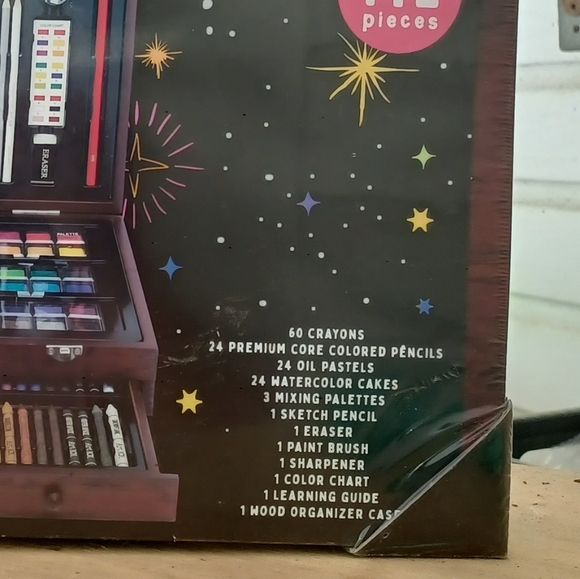 pieces
COLOR CHART
ERASER
PALETTE
60 CRAYONS
24 PREMIUM CORE COLORED PENCILS
24 OIL PASTELS
24 WATERCOLOR CAKES
3 MIXING PALETTES
1 SKETCH PENCIL
1 ERASER
1 PAINT BRUSH
1 SHARPENER
1 COLOR CHART
1 LEARNING GUIDE
1 WOOD ORGANIZER CASE